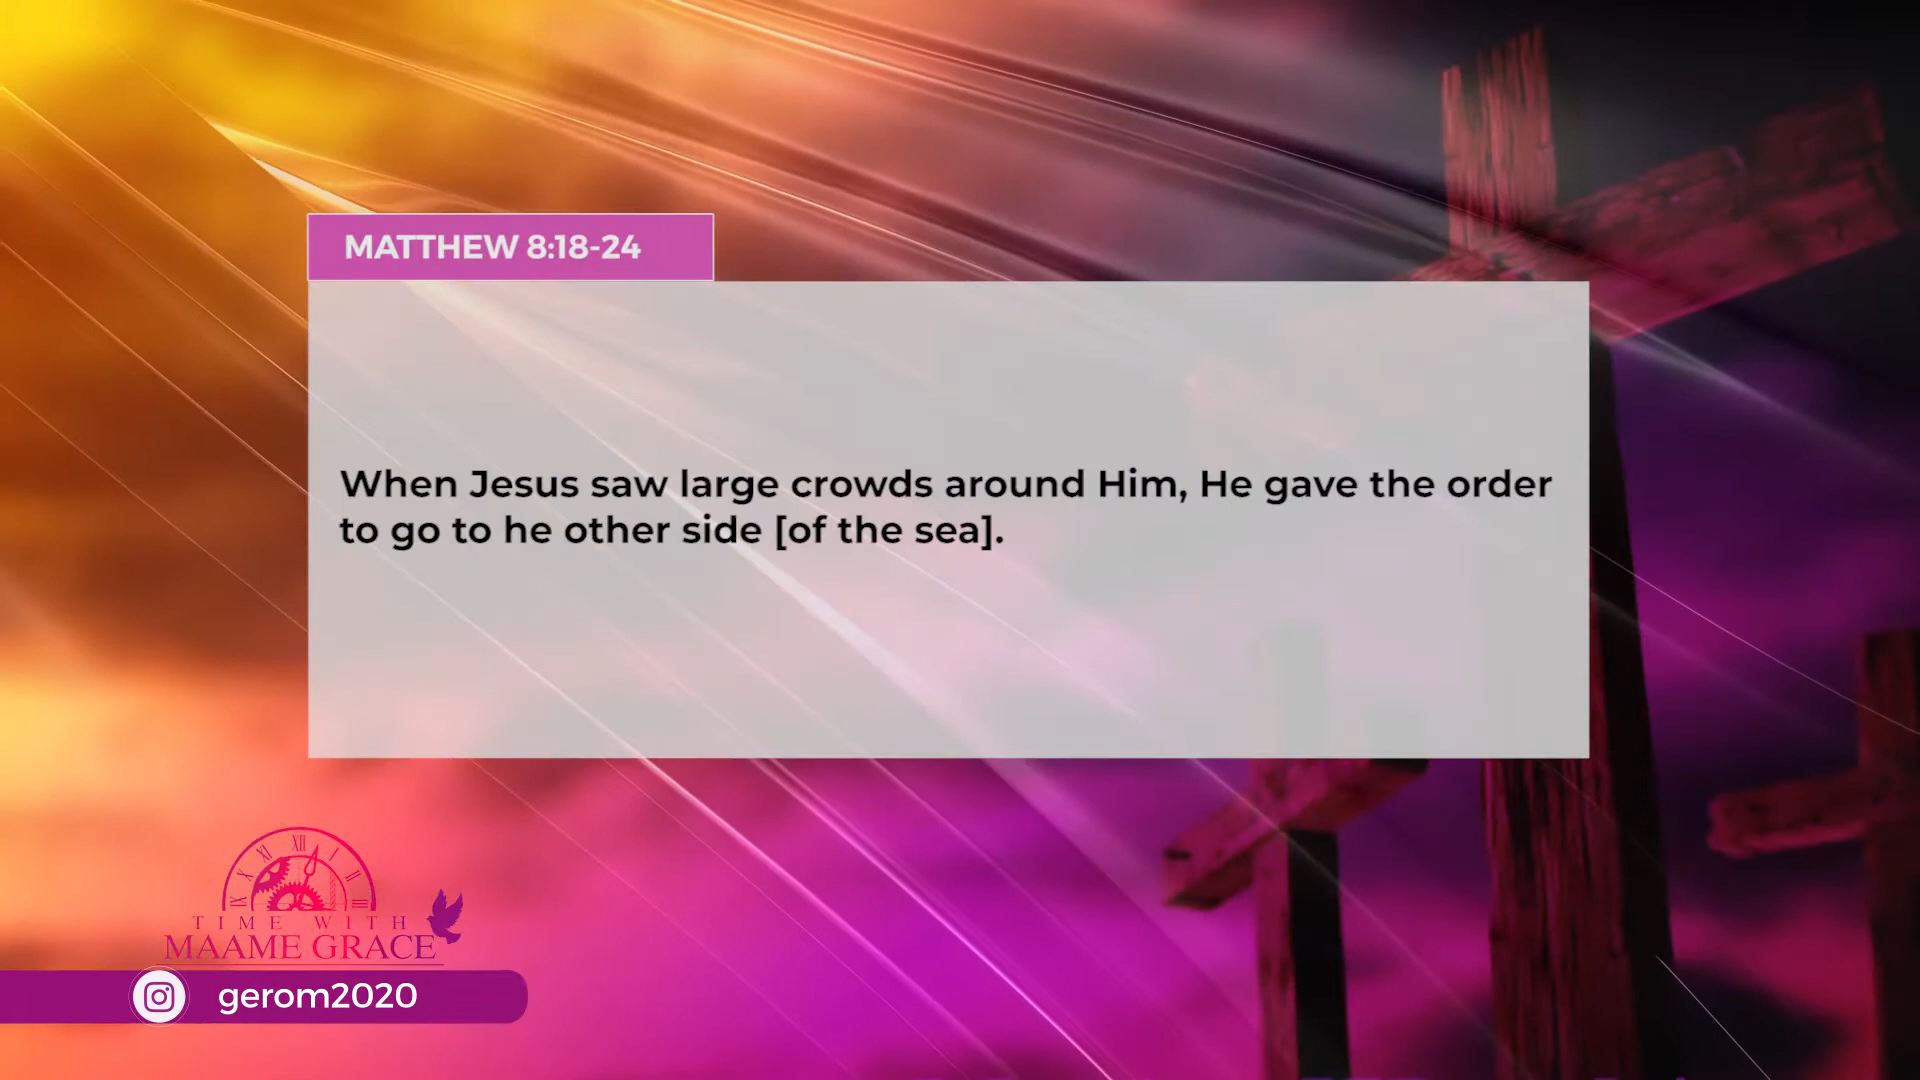 MATTHEW 8:18-24
When Jesus saw large crowds around Him, He gave the order
to go to he other side [of the sea].
TIME WITH
MAAME GRACE
gerom2020